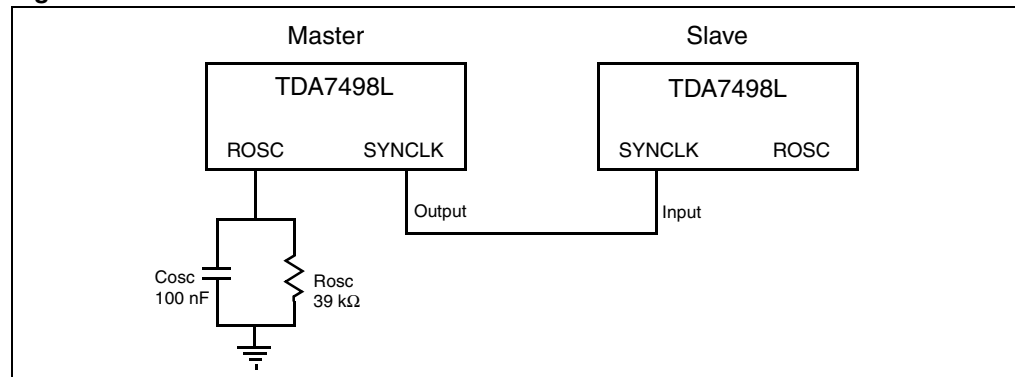 Master
Slave
TDA7498L
TDA7498L
ROSC
SYNCLK
SYNCLK
ROSC
Output
Input
Cosc
100 nF
Rosc
39 kΩ